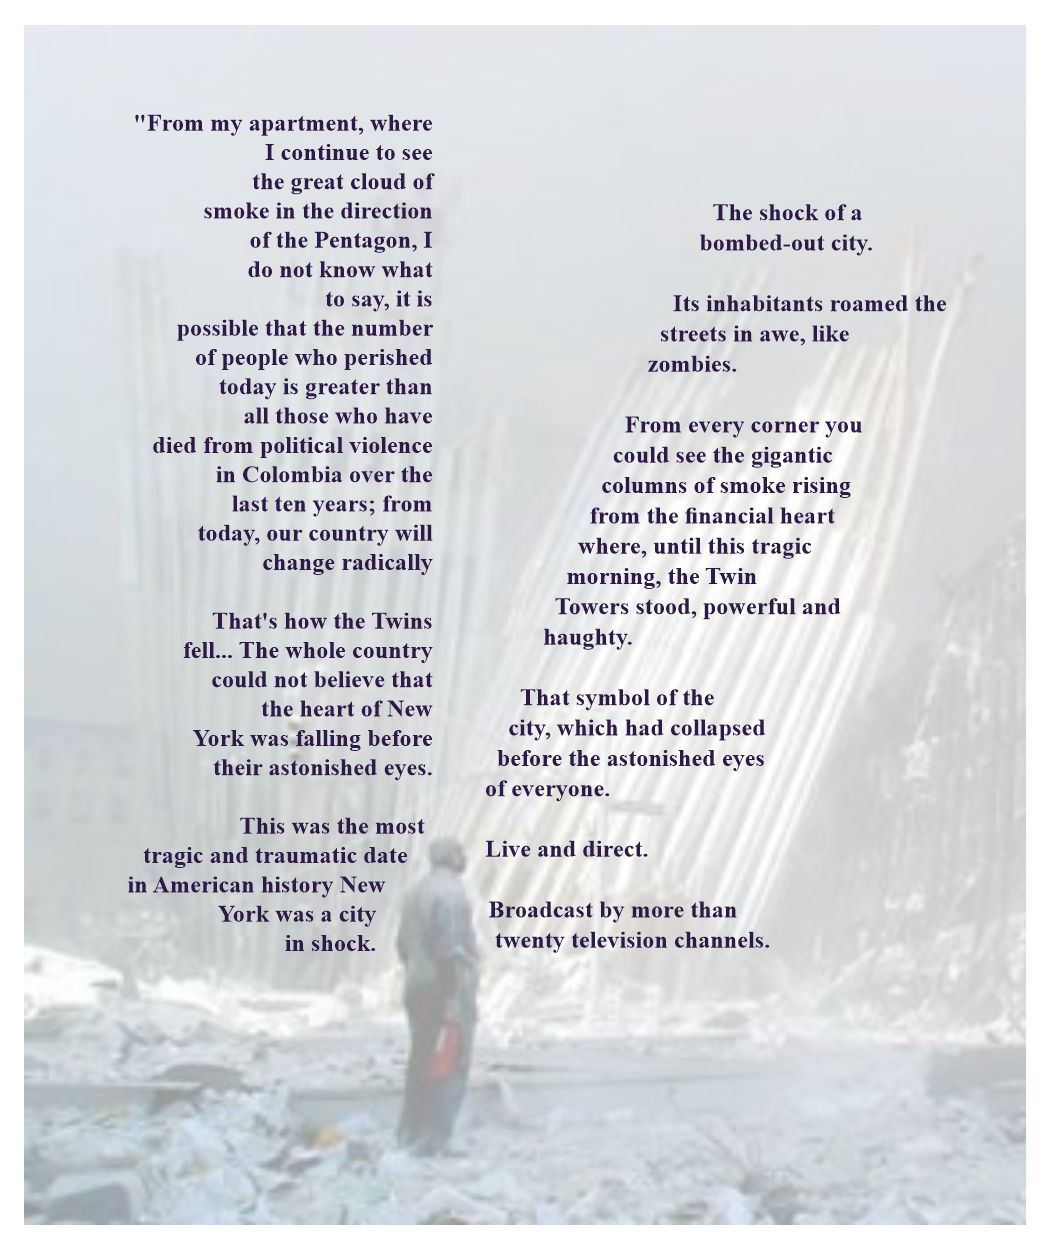 "From my apartment, where
I continue to see
the great cloud of
smoke in the direction
of the Pentagon, I
do not know what
to say, it is
possible that the number
of people who perished
today is greater than
all those who have
died from political violence
in Colombia over the
last ten years; from
today, our country will
change radically
That's how the Twins
fell... The whole country
could not believe that
the heart of New
York was falling before
their astonished eyes.
This was the most
tragic and traumatic date
in American history New
York was a city
in shock.
The shock of a
bombed-out city.
Its inhabitants roamed the
streets in awe, like
zombies.
From every corner you
could see the gigantic
columns of smoke rising
from the financial heart
where, until this tragic
morning, the Twin
Towers stood, powerful and
haughty.
That symbol of the
city, which had collapsed
before the astonished eyes
of everyone.
Live and direct.
Broadcast by more than
twenty television channels.